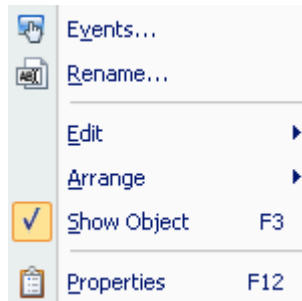 Events...
Rename...
Edit
Arrange
Show Object F3
Properties F12